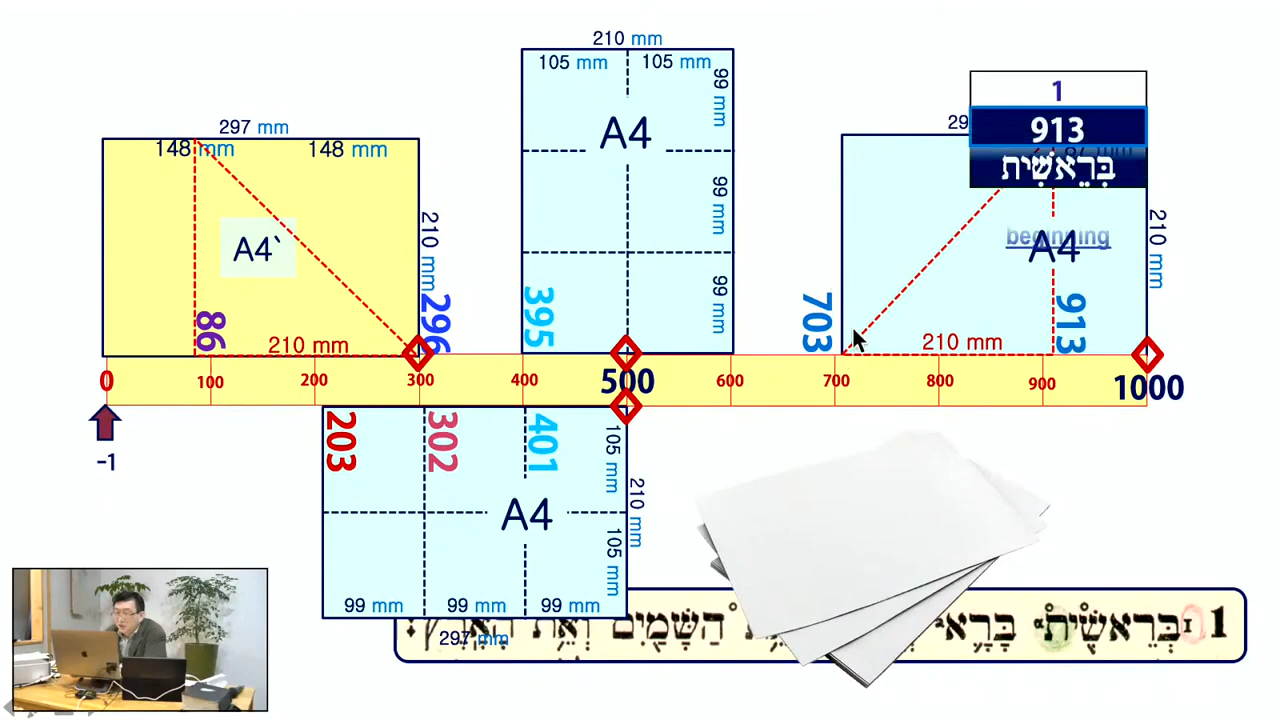 297 mm
148 mm
148 mm
A4`
210 mm
86
296
210 mm
210 mm
105 mm
105 mm
A4
99 mm
99 mm
99 mm
395
1
913
בְּרֵאשִׁית
29
beginning
A4
210 mm
703
913
210 mm
0
100
200
300
400
500
600
700
800
900
1000
-1
203
302
401
105 mm
105 mm
210 mm
A4
99 mm
99 mm
99 mm
297 mm
1 בְּרֵאשִׁית הַשָּׁמַיִם וְאֵת הָאָרֶץ׃